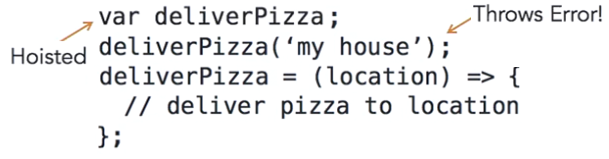 var deliverPizza;
Throws Error!
deliverPizza(‘my house’);
Hoisted
deliverPizza = (location) => {
// deliver pizza to location
};